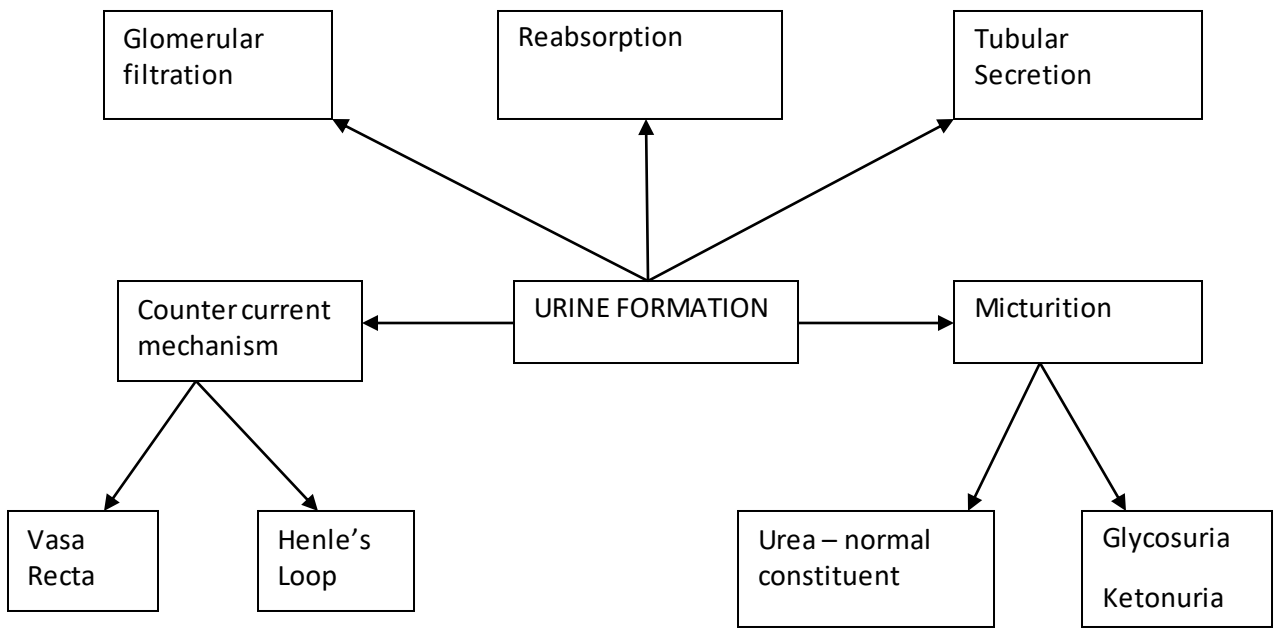 Glomerular
filtration
Reabsorption
Tubular
Secretion
Counter current
mechanism
URINE FORMATION
Micturition
Vasa
Recta
Henle’s
Loop
Urea – normal
constituent
Glycosuria
Ketonuria